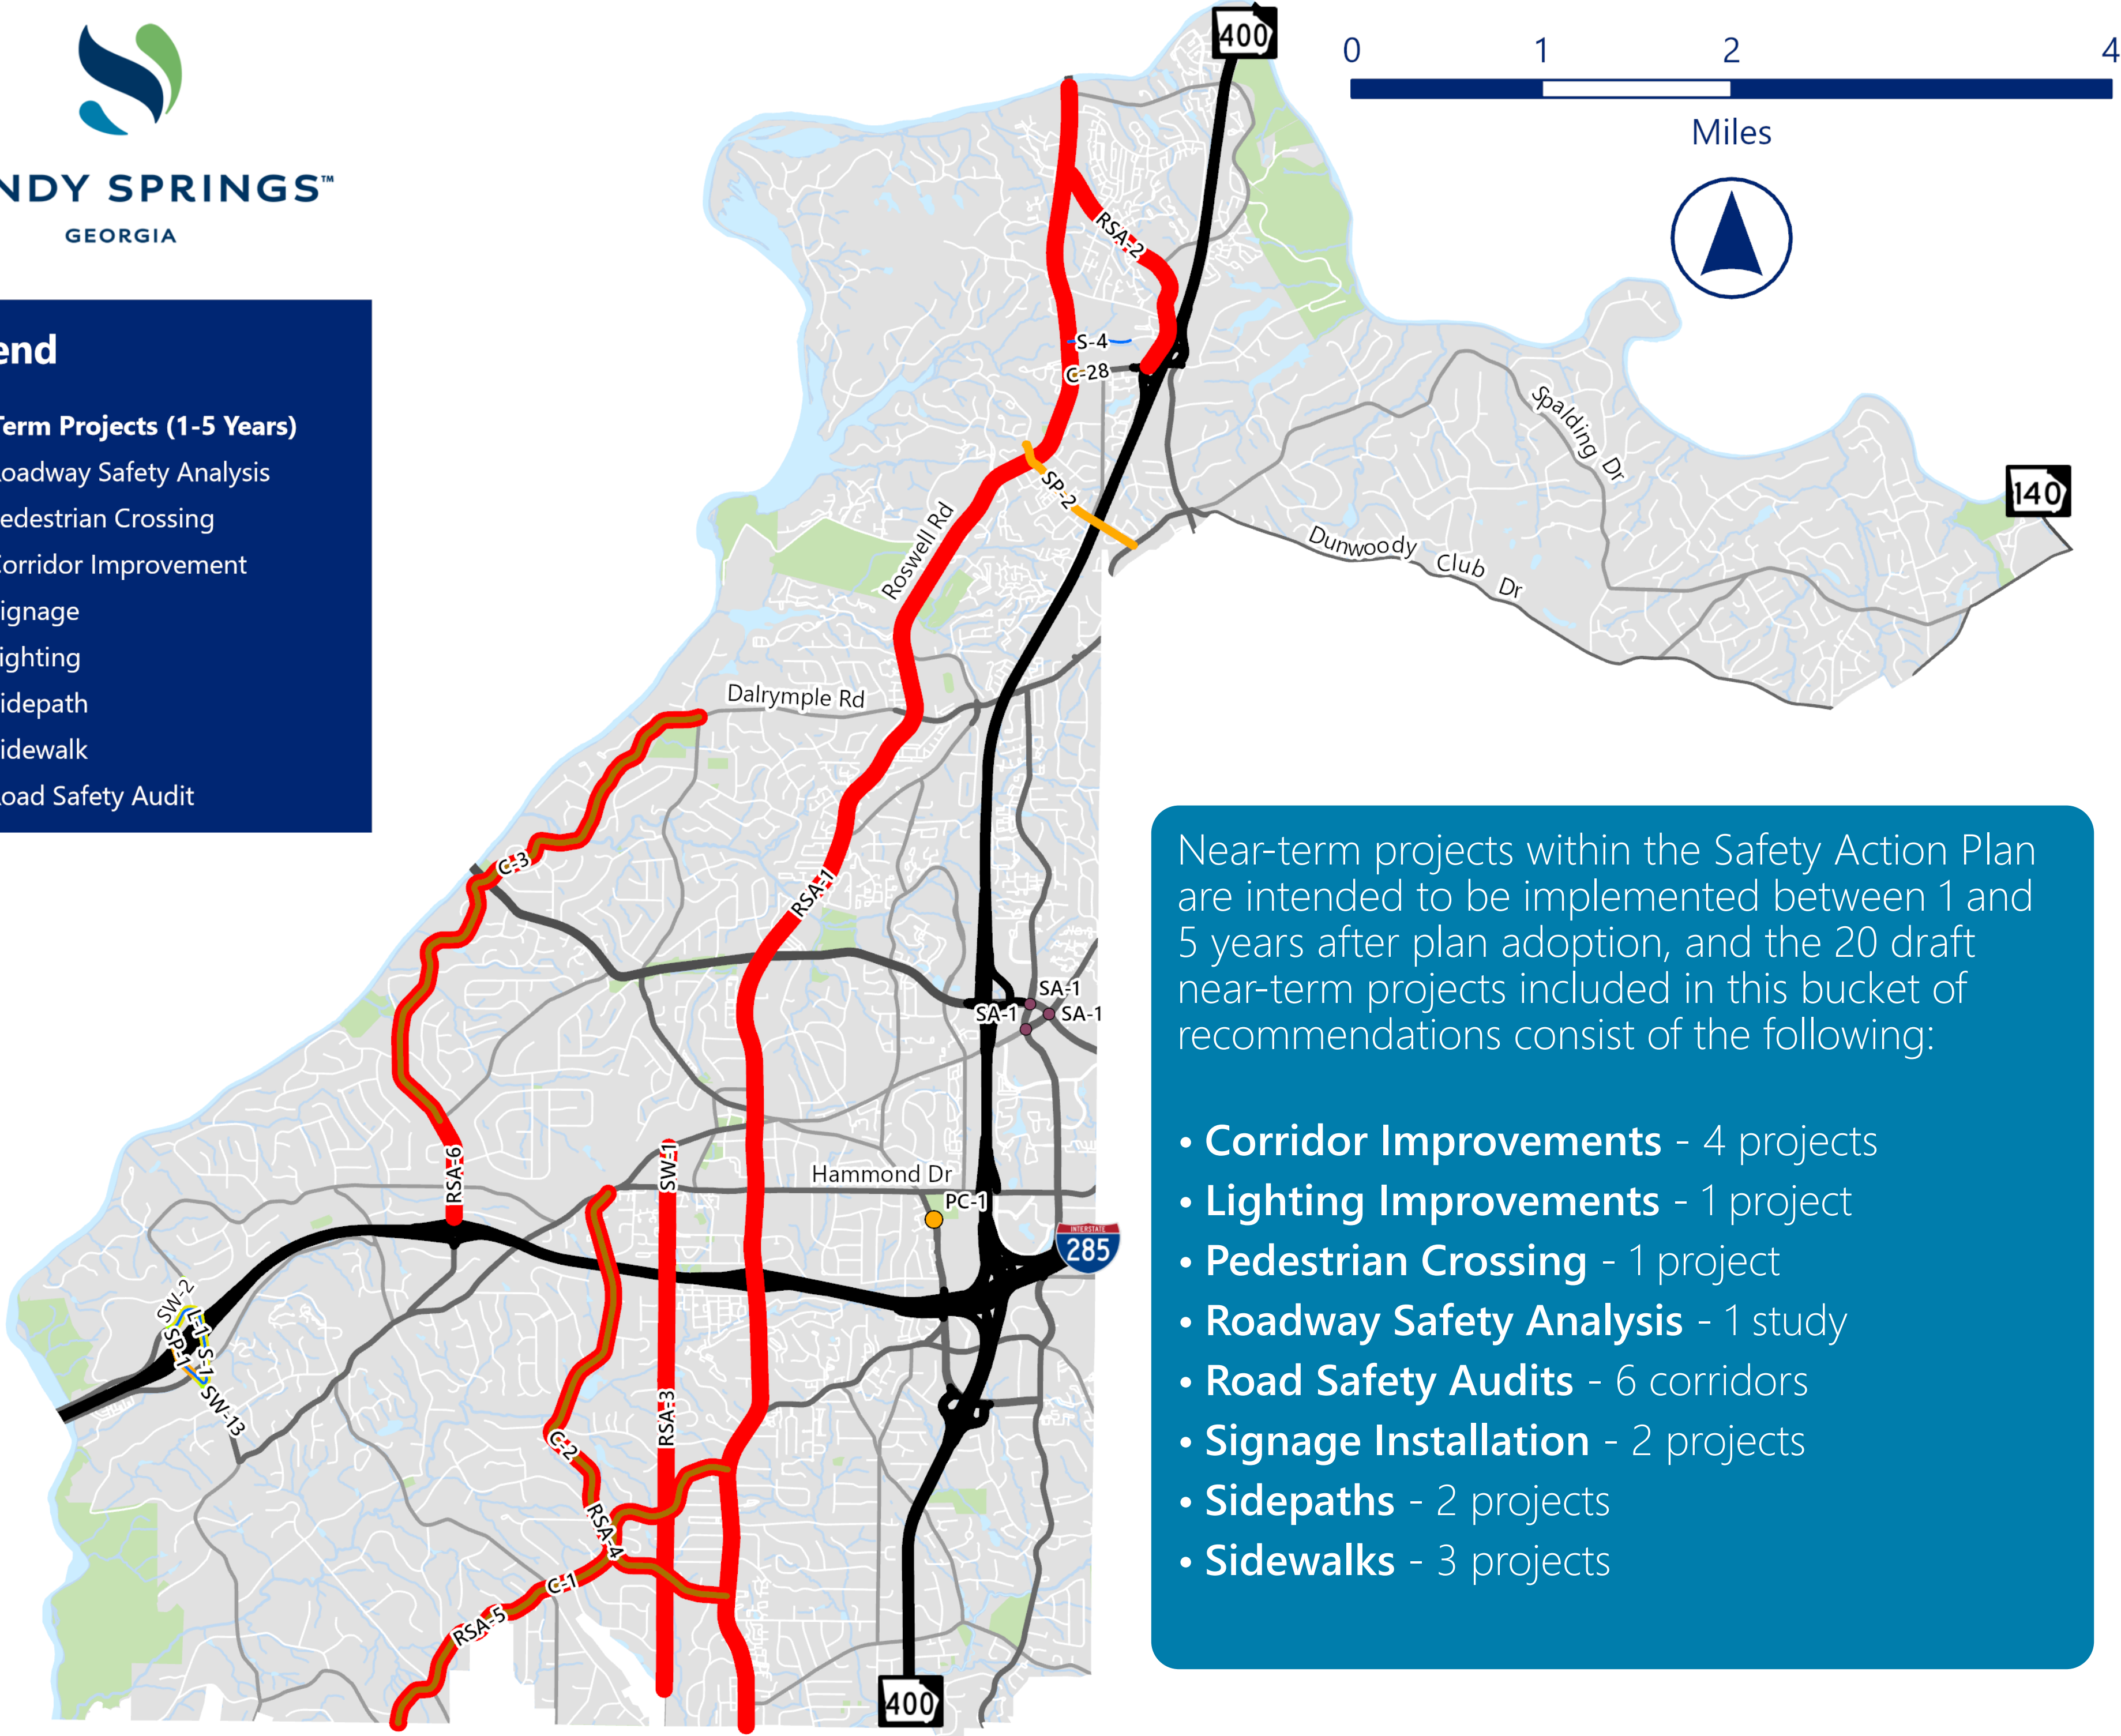 NDY SPRINGS™
GEORGIA
end
Term Projects (1-5 Years)
oadway Safety Analysis
edestrian Crossing
Corridor Improvement
ignage
ighting
idepath
idewalk
oad Safety Audit
0 1 2 4
Miles
400
140
RSA-2
S-4
C-28
SP-2
Spalding Dr
Dunwoody Club Dr
Roswell Rd
Dalrymple Rd
C-3
RSA-1
SA-1
SA-1
SA-1
RSA-6
SW-1
Hammond Dr
PC-1
INTERSTATE
285
SW-2
L-1
SP-1
S-1
SW-13
C-2
RSA-3
RSA-4
C-1
RSA-5
400
Near-term projects within the Safety Action Plan
are intended to be implemented between 1 and
5 years after plan adoption, and the 20 draft
near-term projects included in this bucket of
recommendations consist of the following:
• Corridor Improvements - 4 projects
• Lighting Improvements - 1 project
• Pedestrian Crossing - 1 project
• Roadway Safety Analysis - 1 study
• Road Safety Audits - 6 corridors
• Signage Installation - 2 projects
• Sidepaths - 2 projects
• Sidewalks - 3 projects